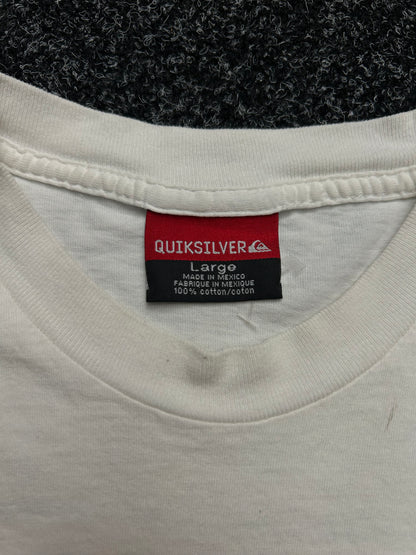 QUIKSILVER
Large
MADE IN MEXICO
FABRIQUE IN MEXIQUE
100% cotton/coton